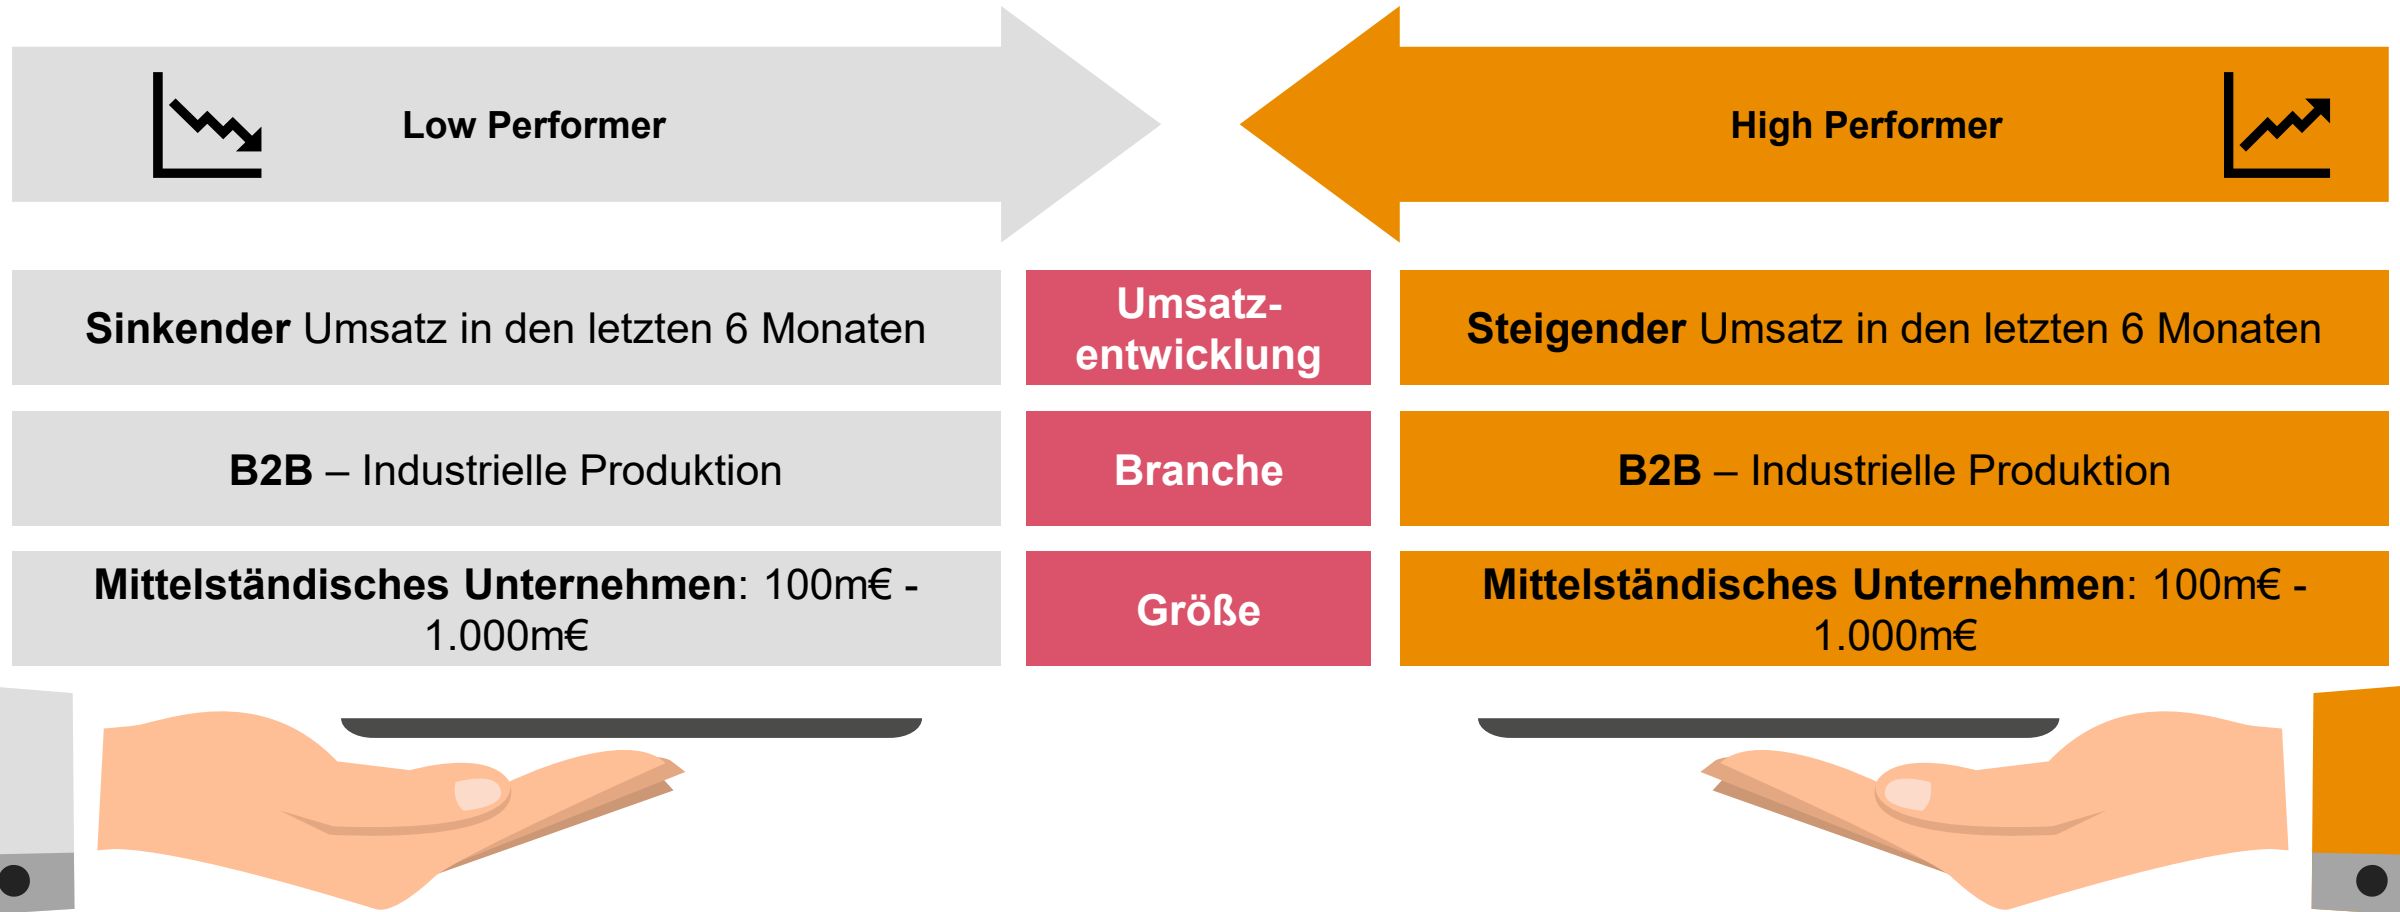 Low Performer
High Performer
Sinkender Umsatz in den letzten 6 Monaten
Umsatz-
entwicklung
Steigender Umsatz in den letzten 6 Monaten
B2B – Industrielle Produktion
Branche
B2B – Industrielle Produktion
Mittelständisches Unternehmen: 100m€ -
1.000m€
Größe
Mittelständisches Unternehmen: 100m€ -
1.000m€